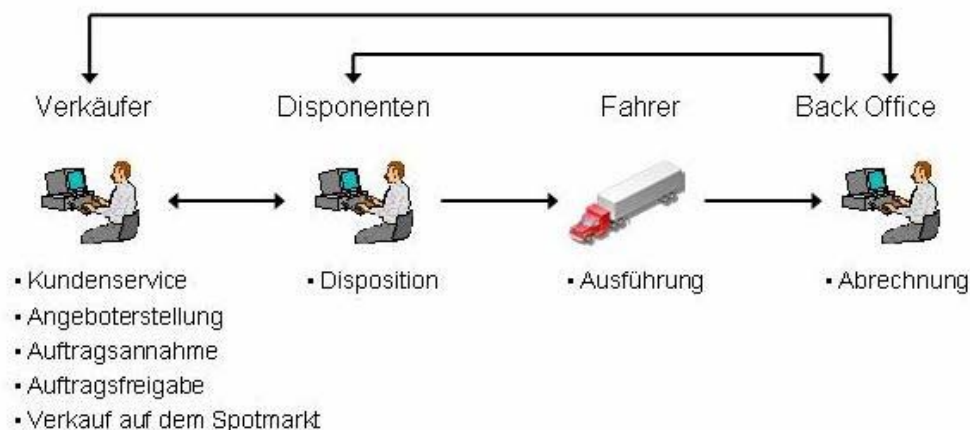 Verkäufer Disponenten Fahrer Back Office
▪ Kundenservice ▪ Disposition ▪ Ausführung ▪ Abrechnung
▪ Angeboterstellung
▪ Auftragsannahme
▪ Auftragsfreigabe
▪ Verkauf auf dem Spotmarkt